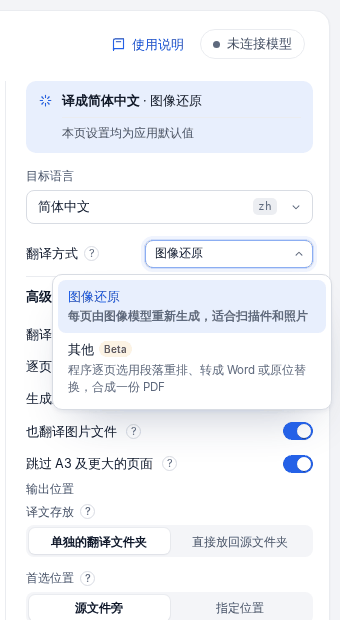 使用说明
未连接模型
译成简体中文 · 图像还原
本页设置均为应用默认值
目标语言
简体中文
zh
翻译方式
?
图像还原
高级
图像还原
每页由图像模型重新生成，适合扫描件和照片
翻译
其他
Beta
逐页
程序逐页选用段落重排、转成 Word 或原位替
换，合成一份 PDF
生成
也翻译图片文件
?
跳过 A3 及更大的页面
?
输出位置
译文存放
?
单独的翻译文件夹
直接放回源文件夹
首选位置
?
源文件旁
指定位置